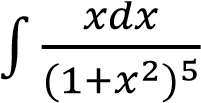 ∫ xdx/(1+x²)⁵